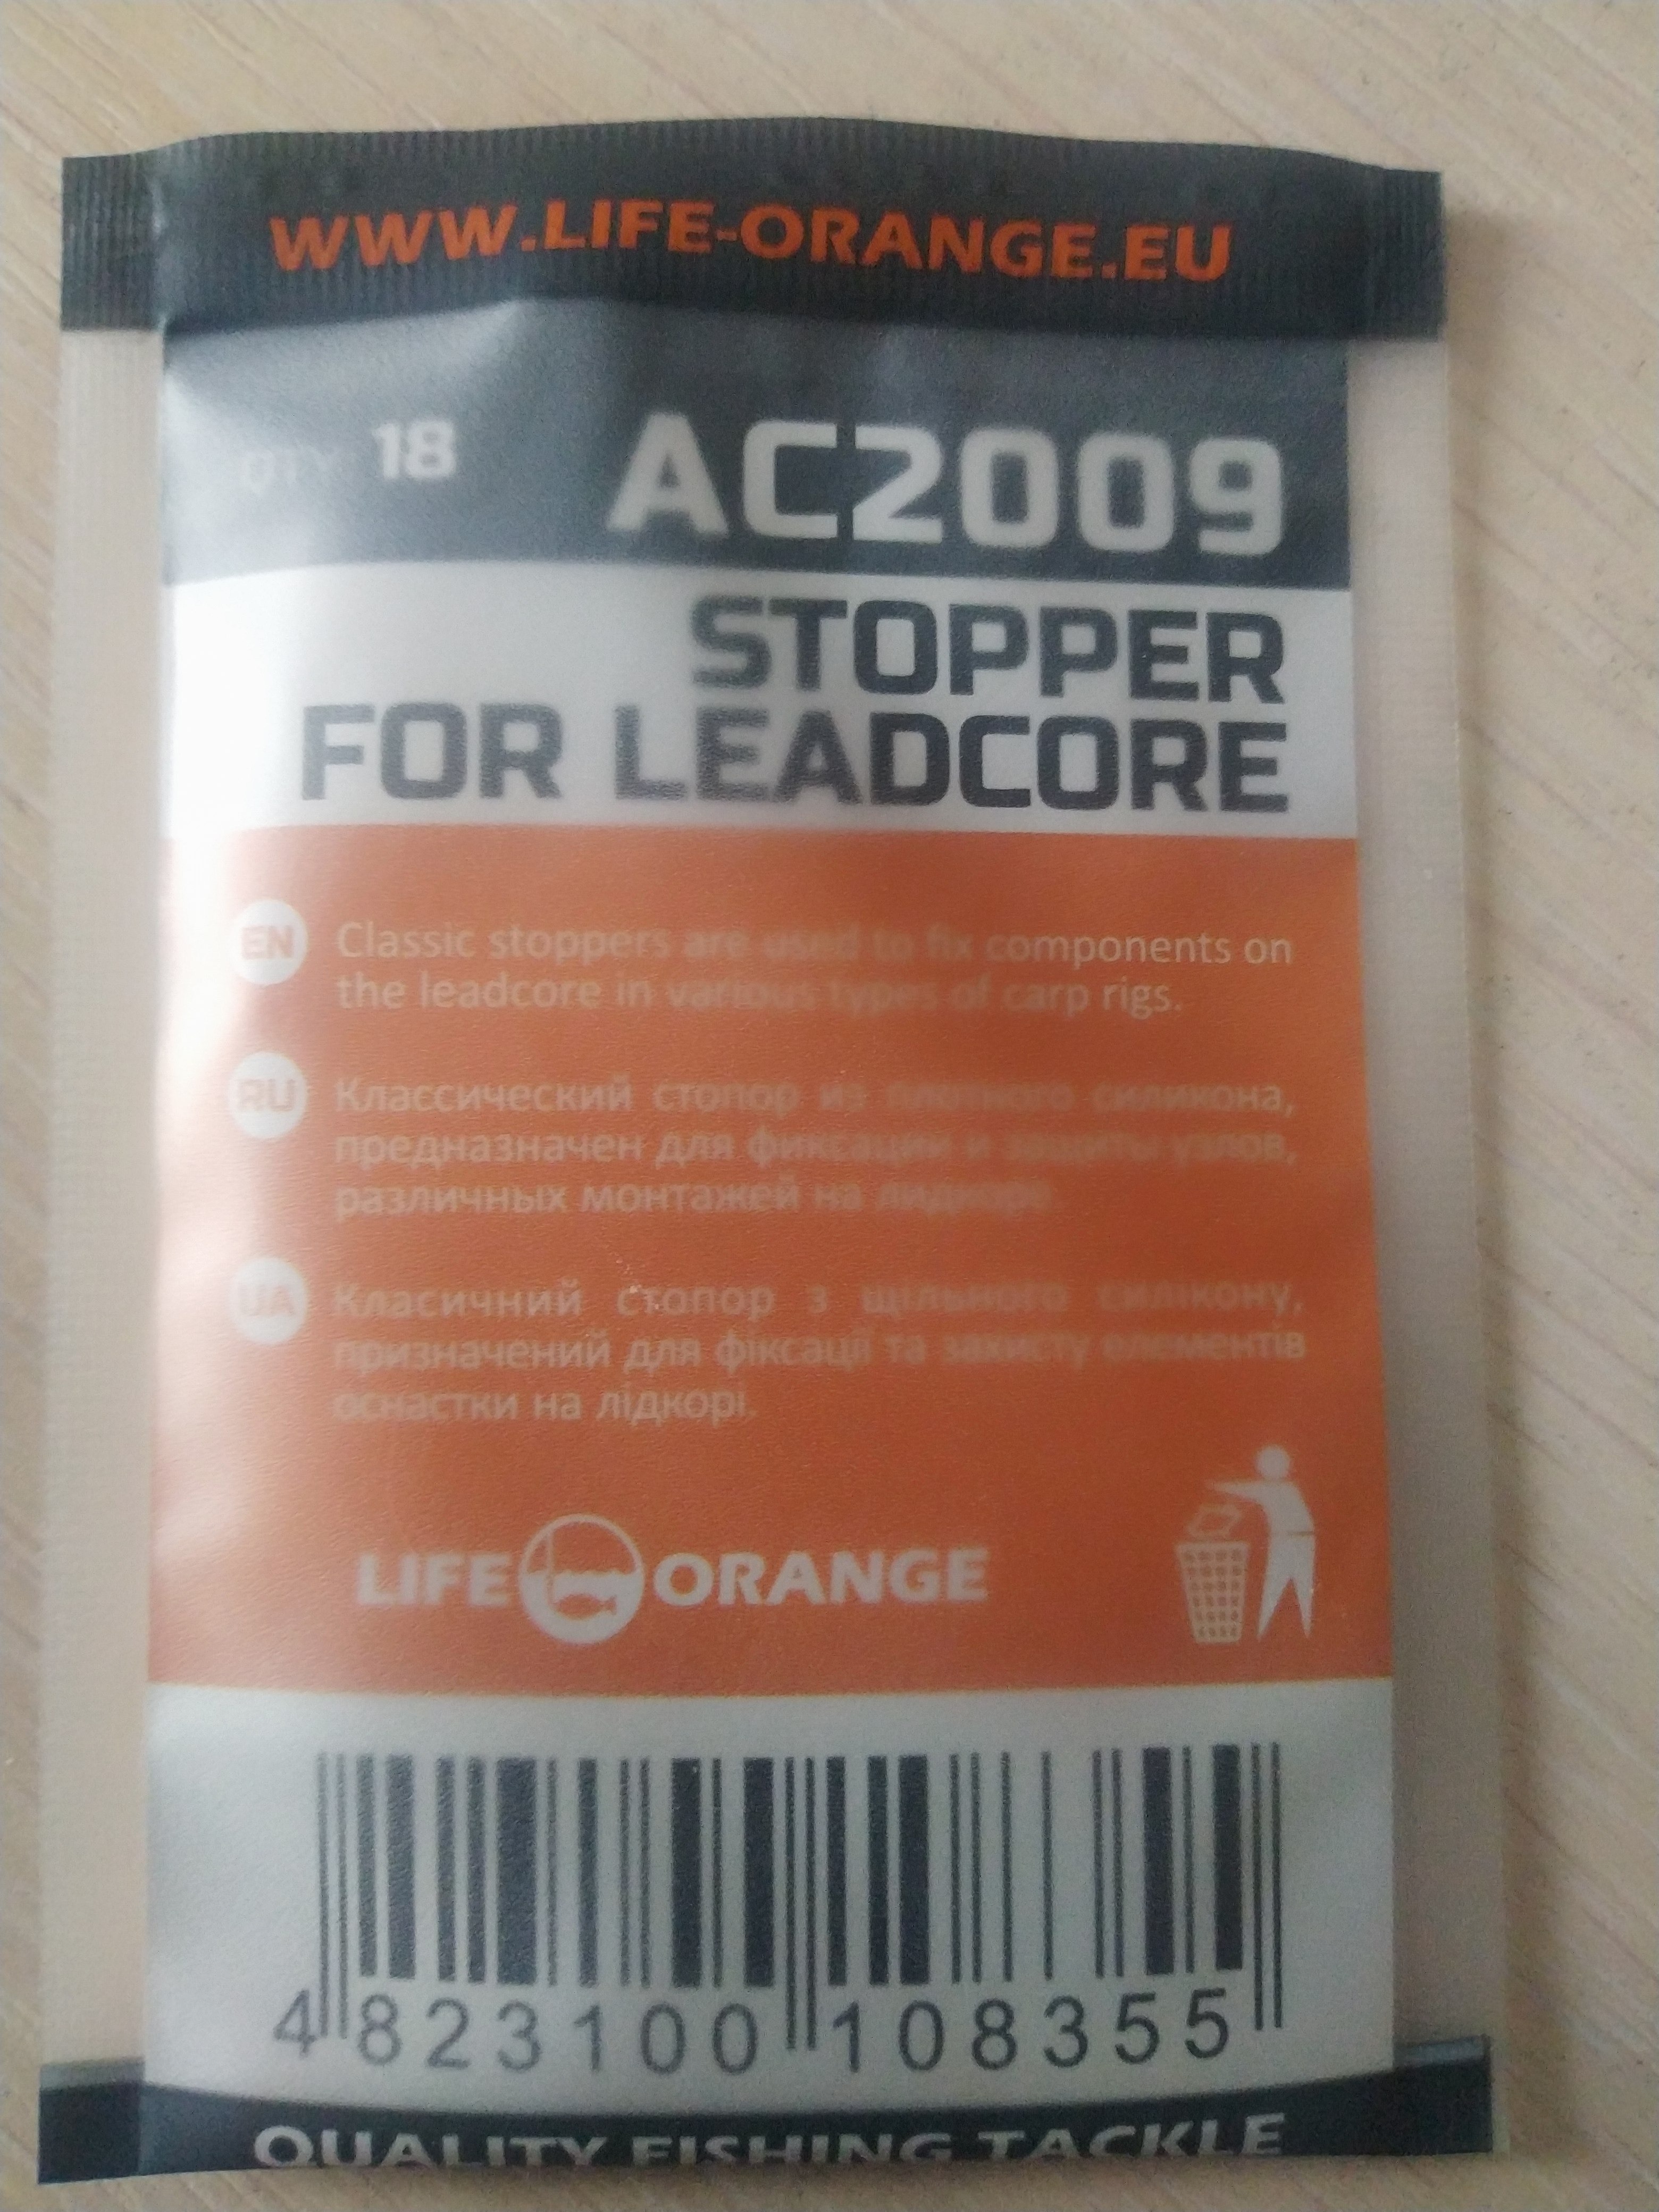 WWW.LIFE-ORANGE.EU
QTY 18
AC2009
STOPPER
FOR LEADCORE
EN
Classic stoppers are used to fix components on
the leadcore in various types of carp rigs.
RU
Классический стопор из плотного силикона,
предназначен для фиксации и защиты узлов,
различных монтажей на лидкоре.
UA
Класичний стопор з щільного силікону,
призначений для фіксації та захисту елементів
оснастки на лідкорі.
LIFE ORANGE
4 823100 108355
QUALITY FISHING TACKLE